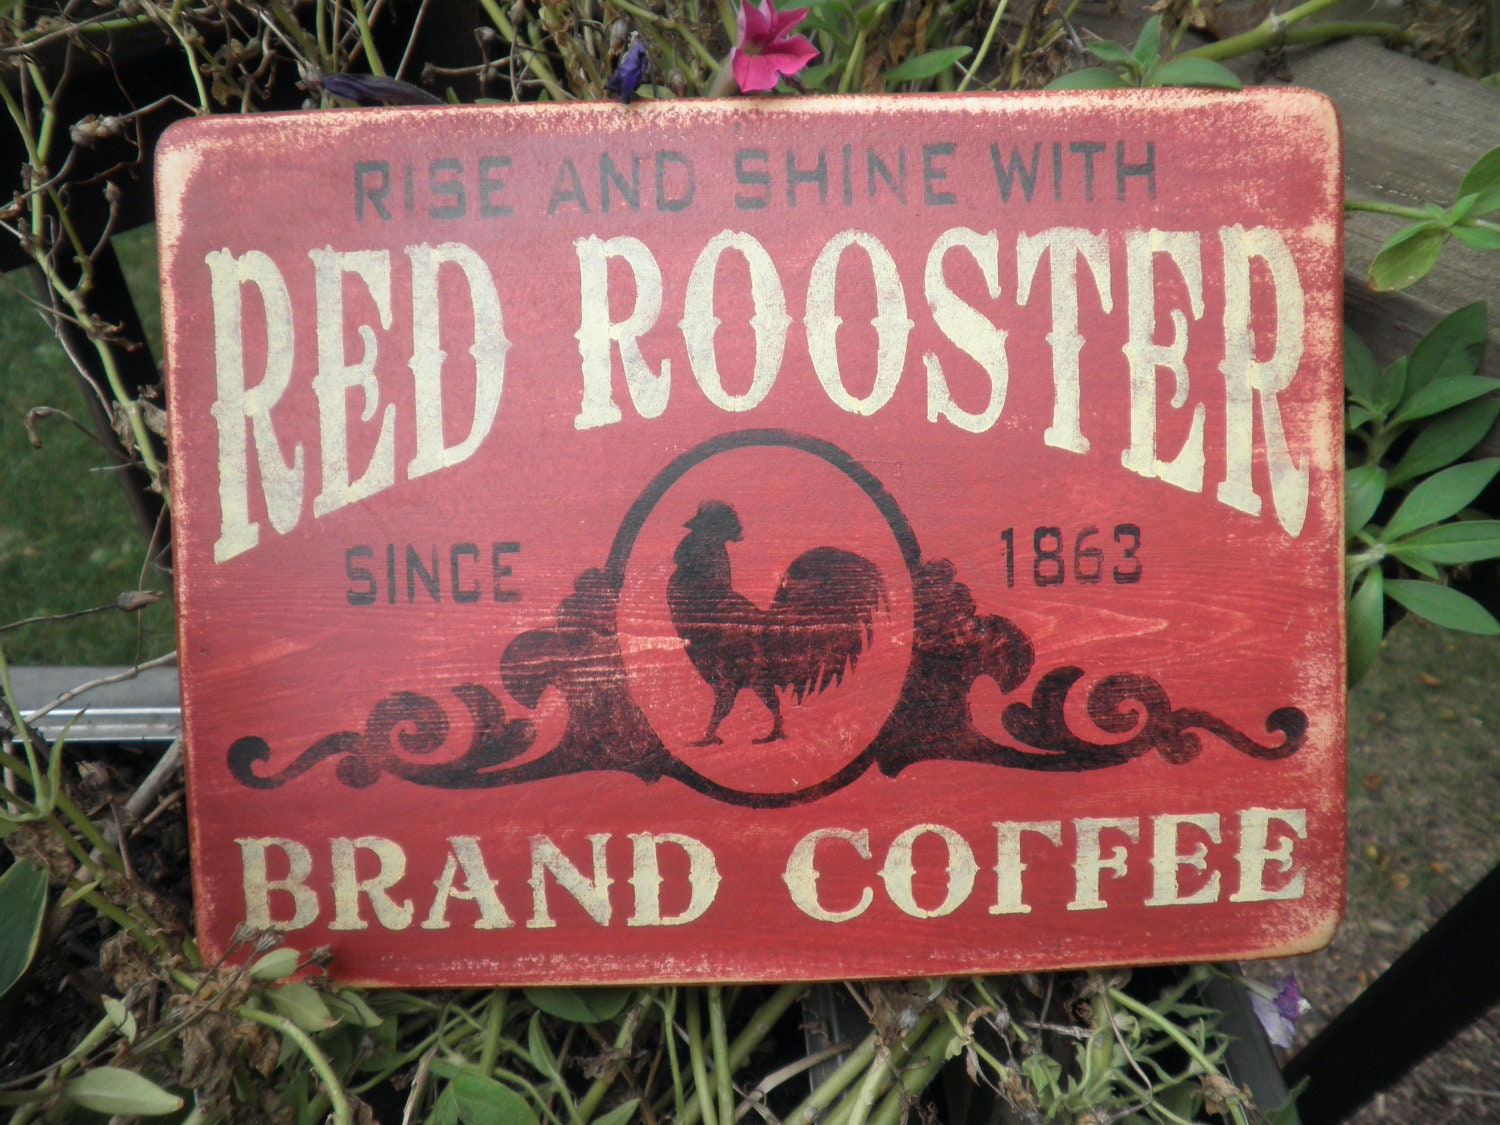 RISE AND SHINE WITH
RED ROOSTER
SINCE 1863
BRAND COFFEE